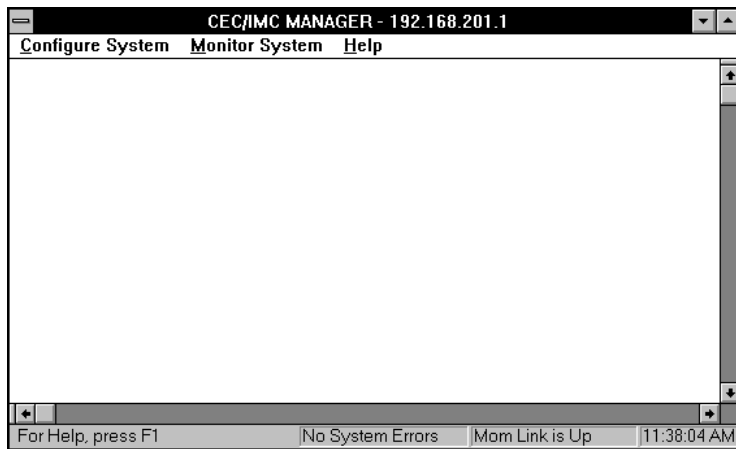 CEC/IMC MANAGER - 192.168.201.1
Configure System Monitor System Help
For Help, press F1 No System Errors Mom Link is Up 11:38:04 AM